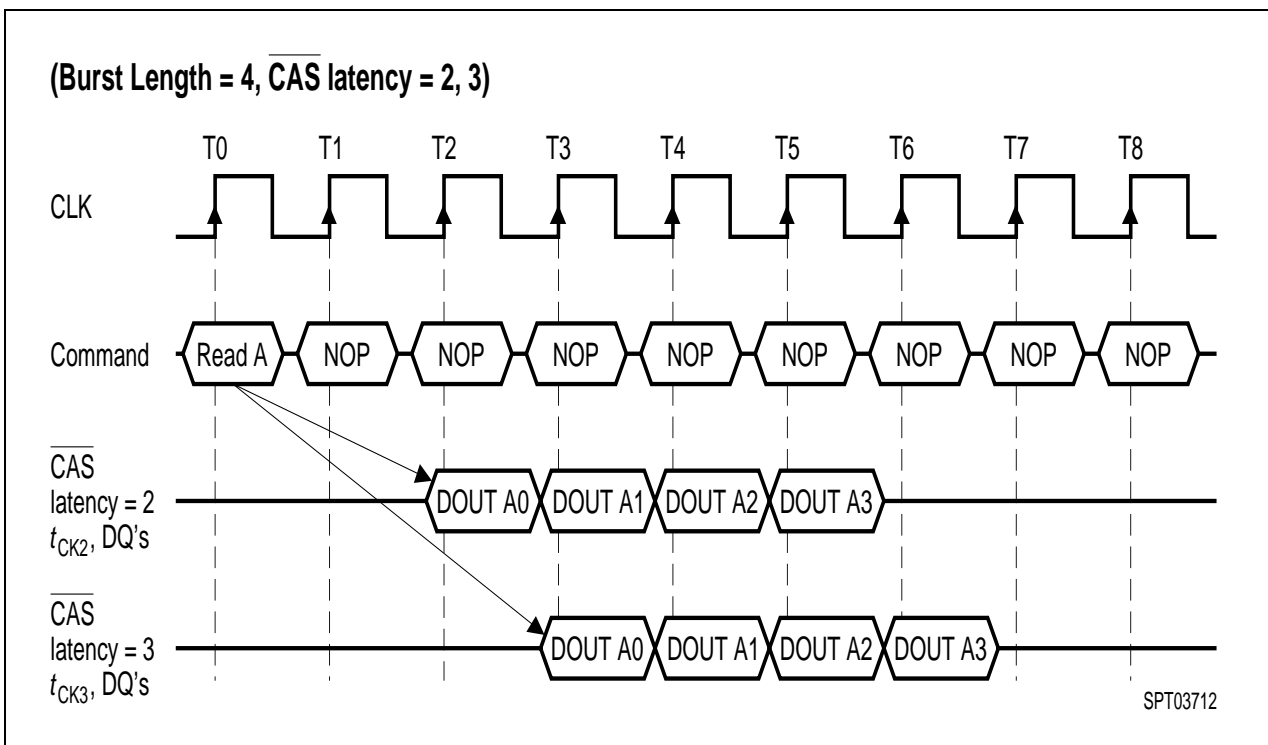 (Burst Length = 4, CAS latency = 2, 3)
T0 T1 T2 T3 T4 T5 T6 T7 T8
CLK
Command Read A NOP NOP NOP NOP NOP NOP NOP NOP
CAS
latency = 2
tCK2, DQ's
DOUT A0 DOUT A1 DOUT A2 DOUT A3
CAS
latency = 3
tCK3, DQ's
DOUT A0 DOUT A1 DOUT A2 DOUT A3
SPT03712